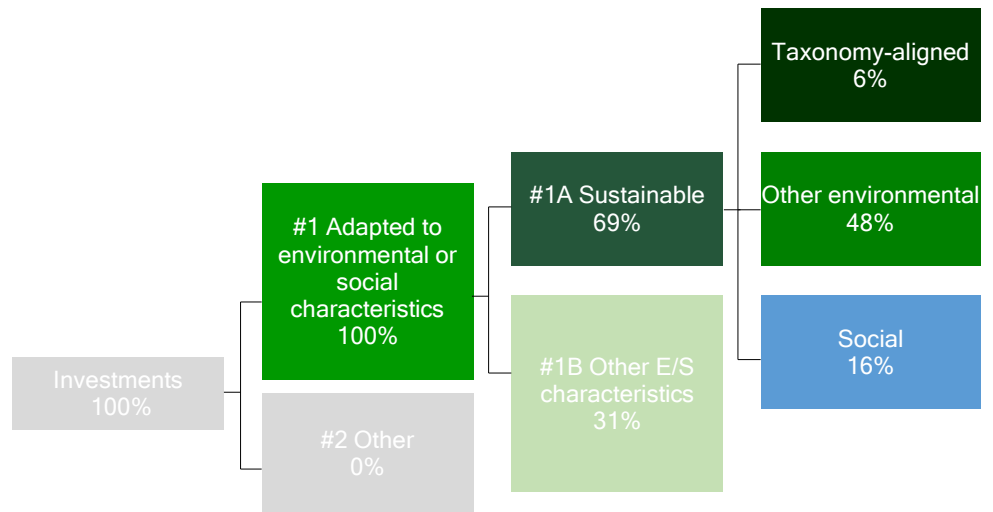 Investments
100%
#1 Adapted to
environmental or
social
characteristics
100%
#2 Other
0%
#1A Sustainable
69%
#1B Other E/S
characteristics
31%
Taxonomy-aligned
6%
Other environmental
48%
Social
16%